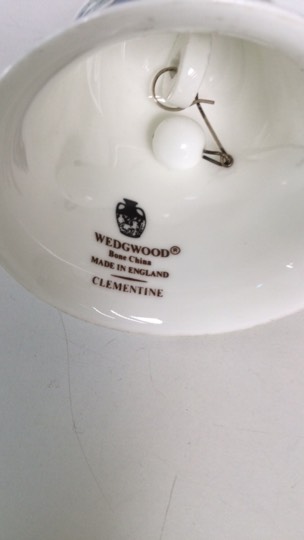 WEDGWOOD®
Bone China
MADE IN ENGLAND
CLEMENTINE